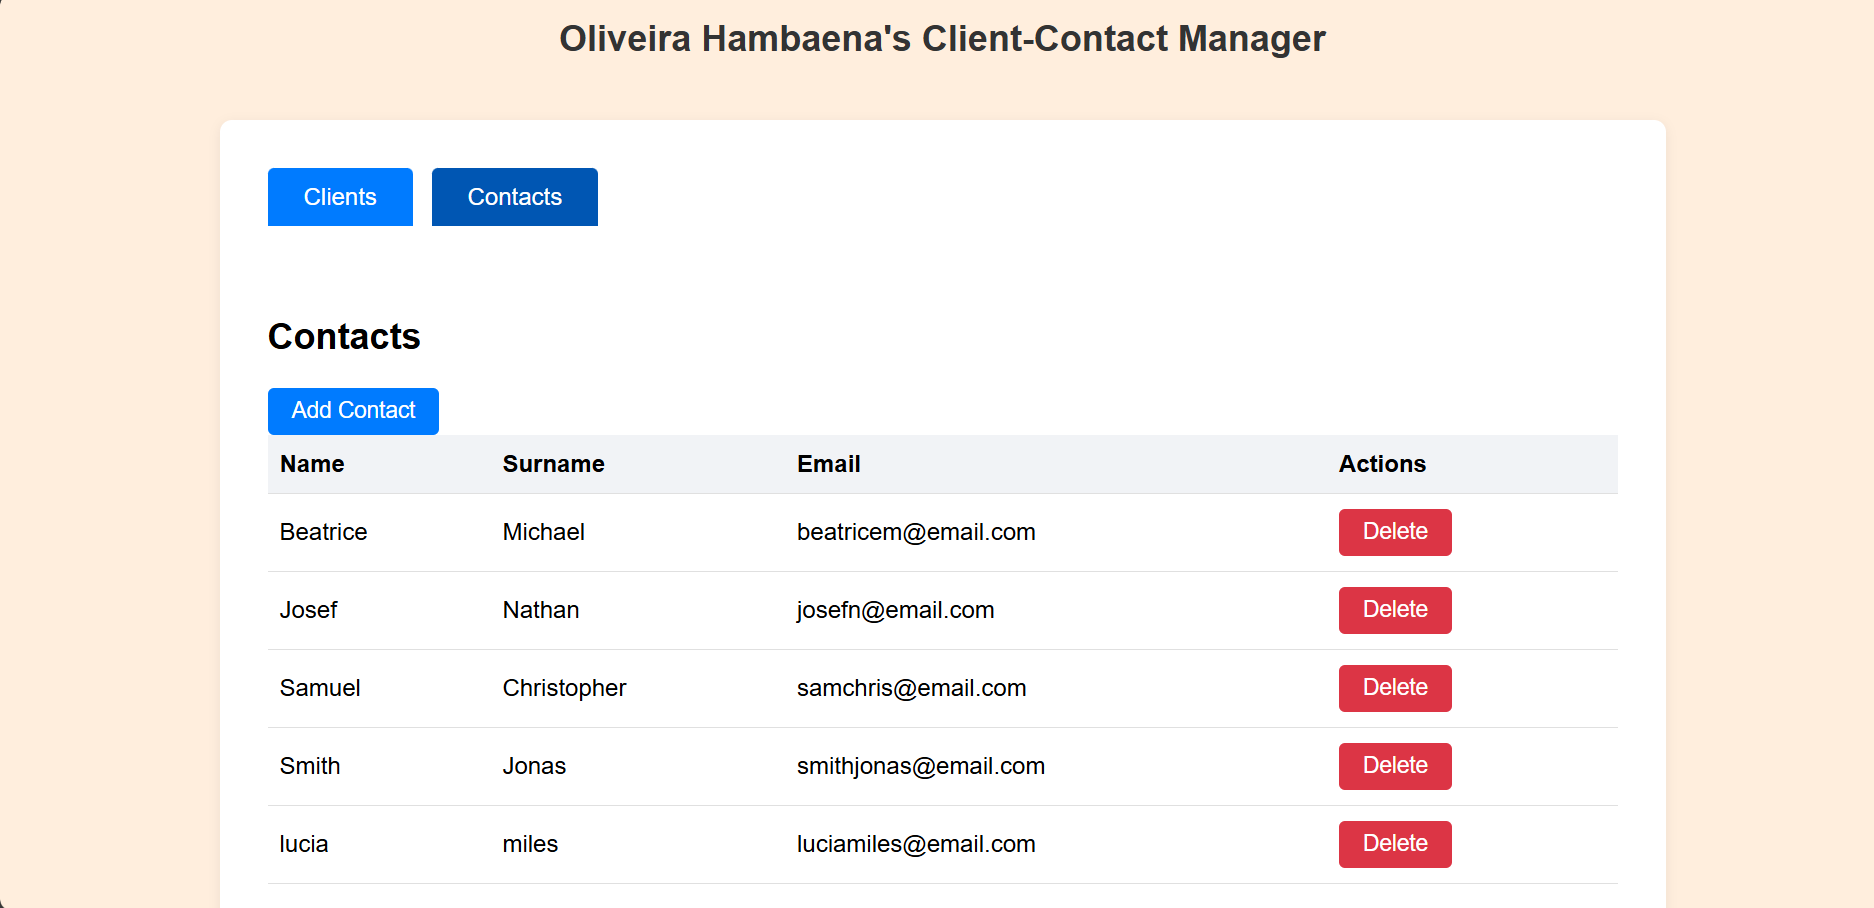 Oliveira Hambaena's Client-Contact Manager
Clients Contacts
Contacts
Add Contact
Name Surname Email Actions
Beatrice Michael beatricem@email.com Delete
Josef Nathan josefn@email.com Delete
Samuel Christopher samchris@email.com Delete
Smith Jonas smithjonas@email.com Delete
lucia miles luciamiles@email.com Delete